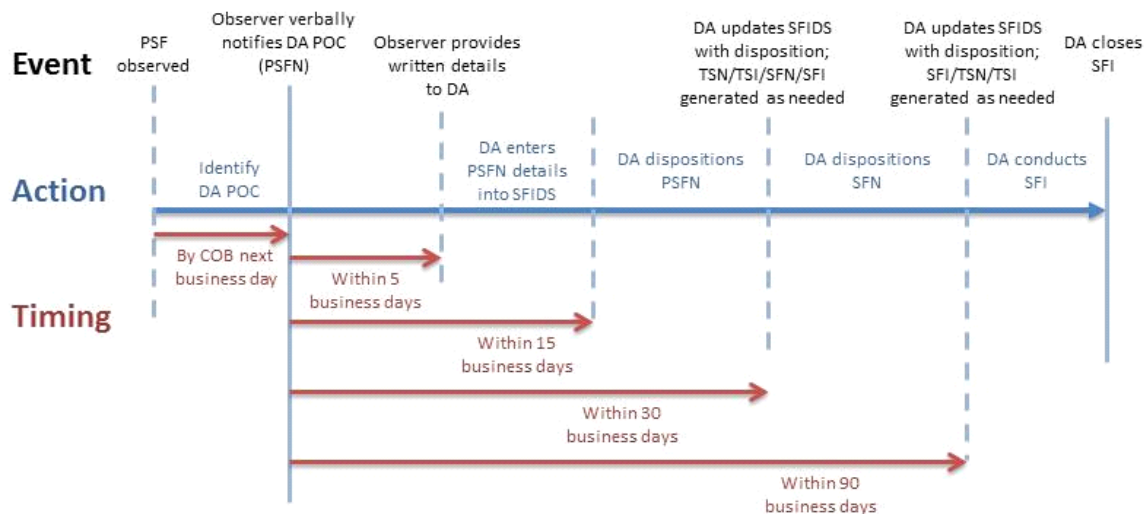 Event
PSF
observed
Observer verbally
notifies DA POC
(PSFN)
Observer provides
written details
to DA
DA updates SFIDS
with disposition;
TSN/TSI/SFN/SFI
generated as needed
DA updates SFIDS
with disposition;
SFI/TSN/TSI
generated as needed
DA closes
SFI
Action
Identify
DA POC
DA enters
PSFN details
into SFIDS
DA dispositions
PSFN
DA dispositions
SFN
DA conducts
SFI
Timing
By COB next
business day
Within 5
business days
Within 15
business days
Within 30
business days
Within 90
business days